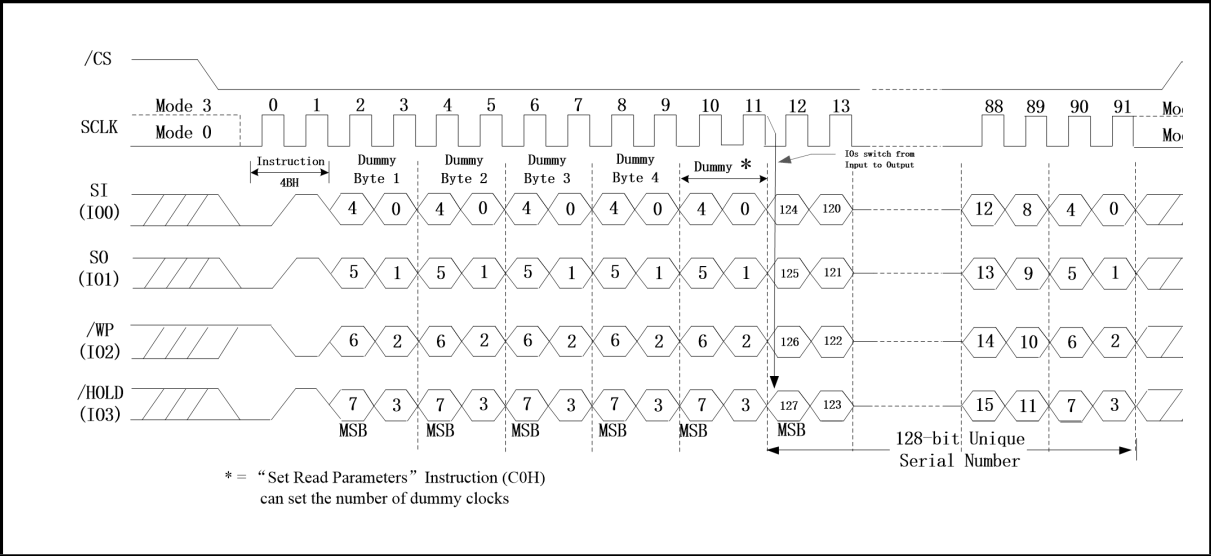 /CS
Mode 3 0 1 2 3 4 5 6 7 8 9 10 11 12 13 88 89 90 91
SCLK Mode 0
Instruction Dummy Dummy Dummy Dummy Dummy * IOs switch from
4BH Byte 1 Byte 2 Byte 3 Byte 4 Input to Output
SI
(IO0) 4 0 4 0 4 0 4 0 4 0 124 120 12 8 4 0
SO
(IO1) 5 1 5 1 5 1 5 1 5 1 125 121 13 9 5 1
/WP
(IO2) 6 2 6 2 6 2 6 2 6 2 126 122 14 10 6 2
/HOLD
(IO3) 7 3 7 3 7 3 7 3 7 3 127 123 15 11 7 3
MSB MSB MSB MSB MSB MSB
128-bit Unique
Serial Number
* = “Set Read Parameters” Instruction (C0H)
can set the number of dummy clocks